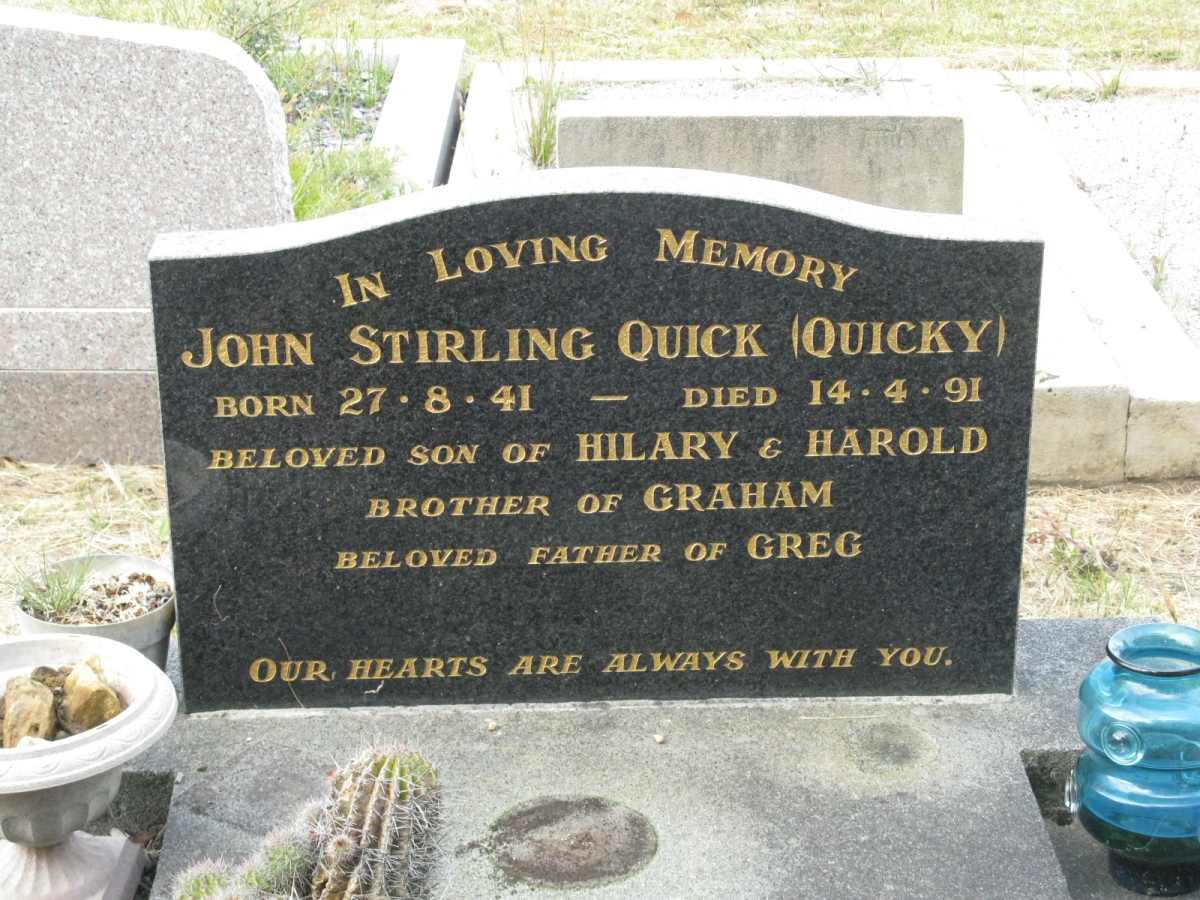 IN LOVING MEMORY
JOHN STIRLING QUICK (QUICKY)
BORN 27·8·41 — DIED 14·4·91
BELOVED SON OF HILARY & HAROLD
BROTHER OF GRAHAM
BELOVED FATHER OF GREG
OUR HEARTS ARE ALWAYS WITH YOU.